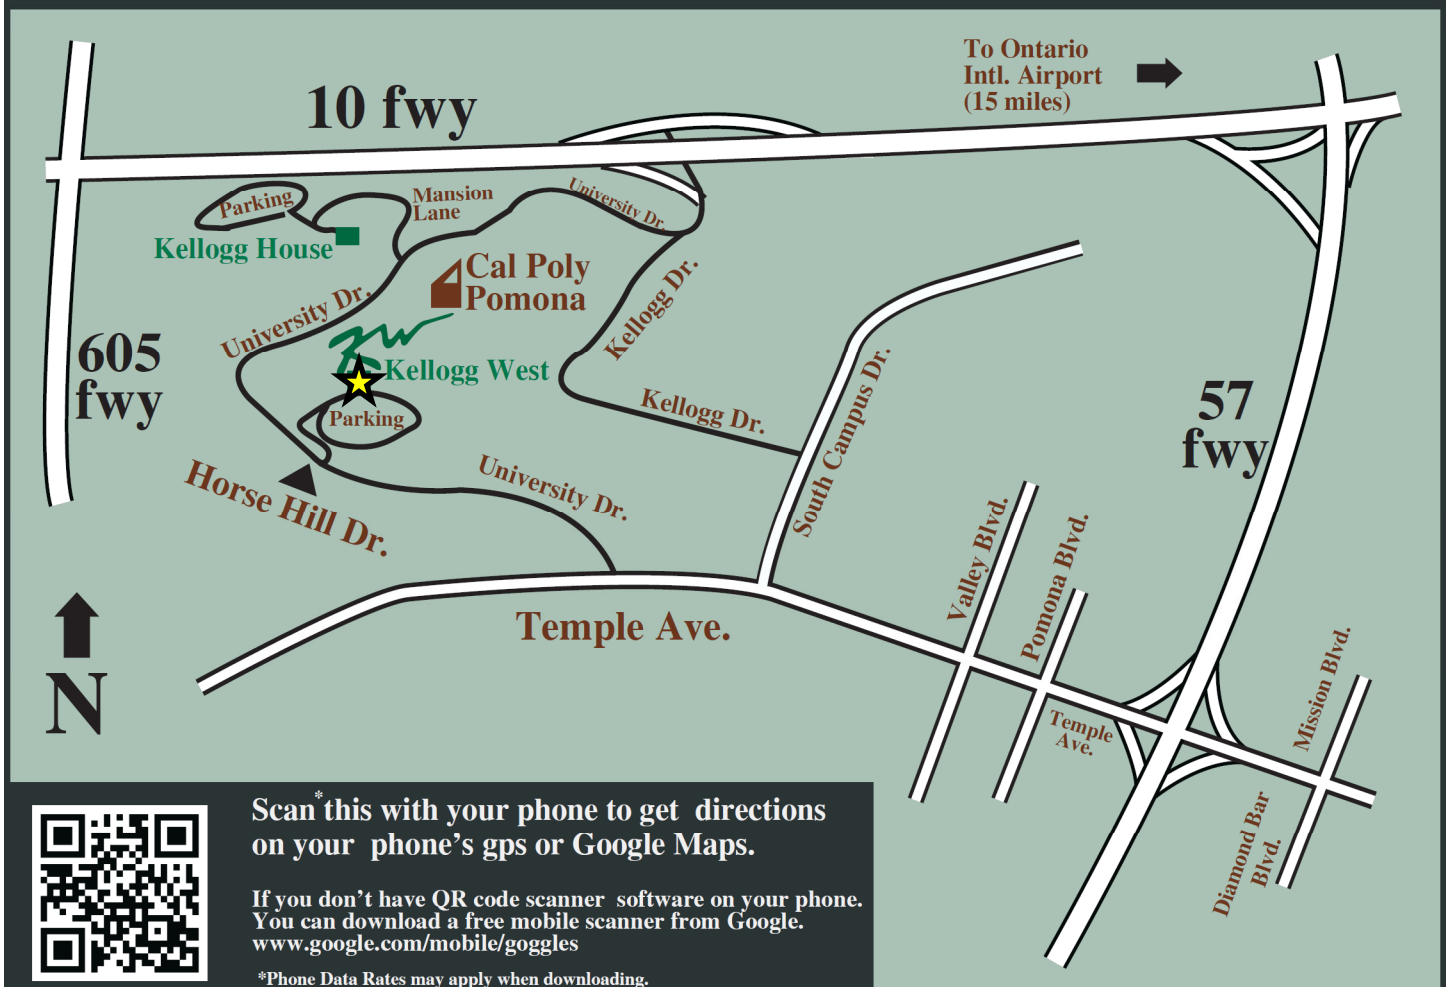 To Ontario
Intl. Airport
(15 miles)
10 fwy
Parking
Mansion
Lane
University Dr.
Kellogg House
Cal Poly
Pomona
University Dr.
Kellogg Dr.
605
fwy
Kellogg West
Parking
Kellogg Dr.
South Campus Dr.
57
fwy
Horse Hill Dr.
University Dr.
Valley Blvd.
Pomona Blvd.
Temple Ave.
N
Temple
Ave.
Mission Blvd.
Diamond Bar
Blvd.
Scan*this with your phone to get directions
on your phone’s gps or Google Maps.
If you don’t have QR code scanner software on your phone.
You can download a free mobile scanner from Google.
www.google.com/mobile/goggles
*Phone Data Rates may apply when downloading.